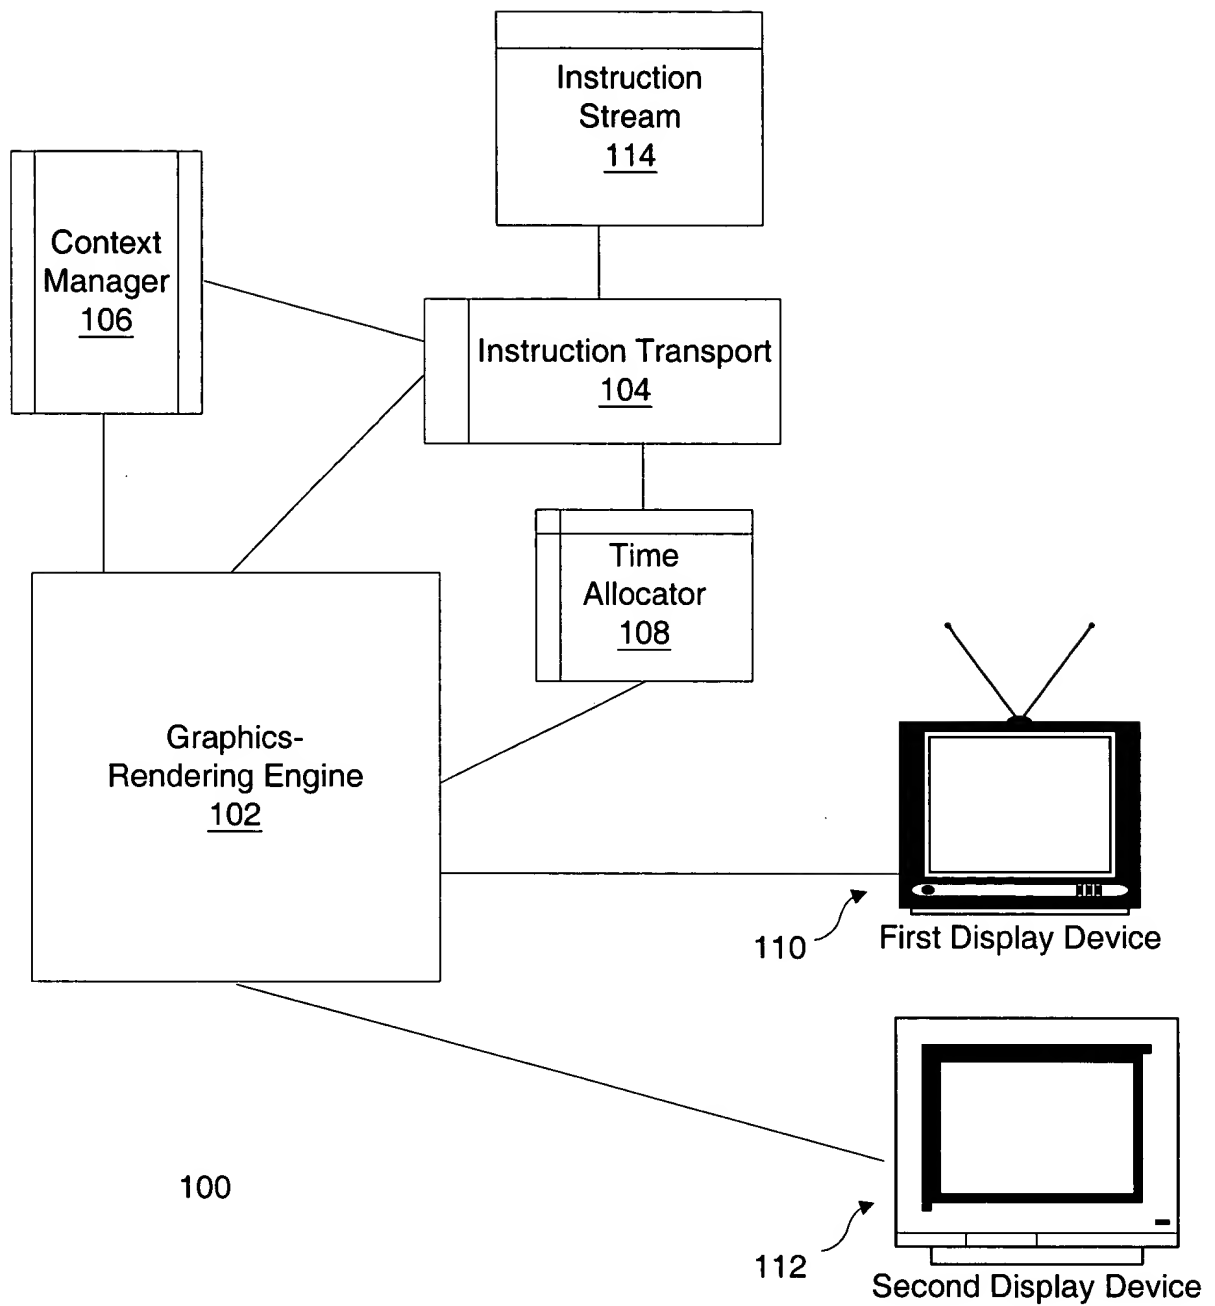 Instruction
Stream
114
Context
Manager
106
Instruction Transport
104
Time
Allocator
108
Graphics-
Rendering Engine
102
110
First Display Device
100
112
Second Display Device